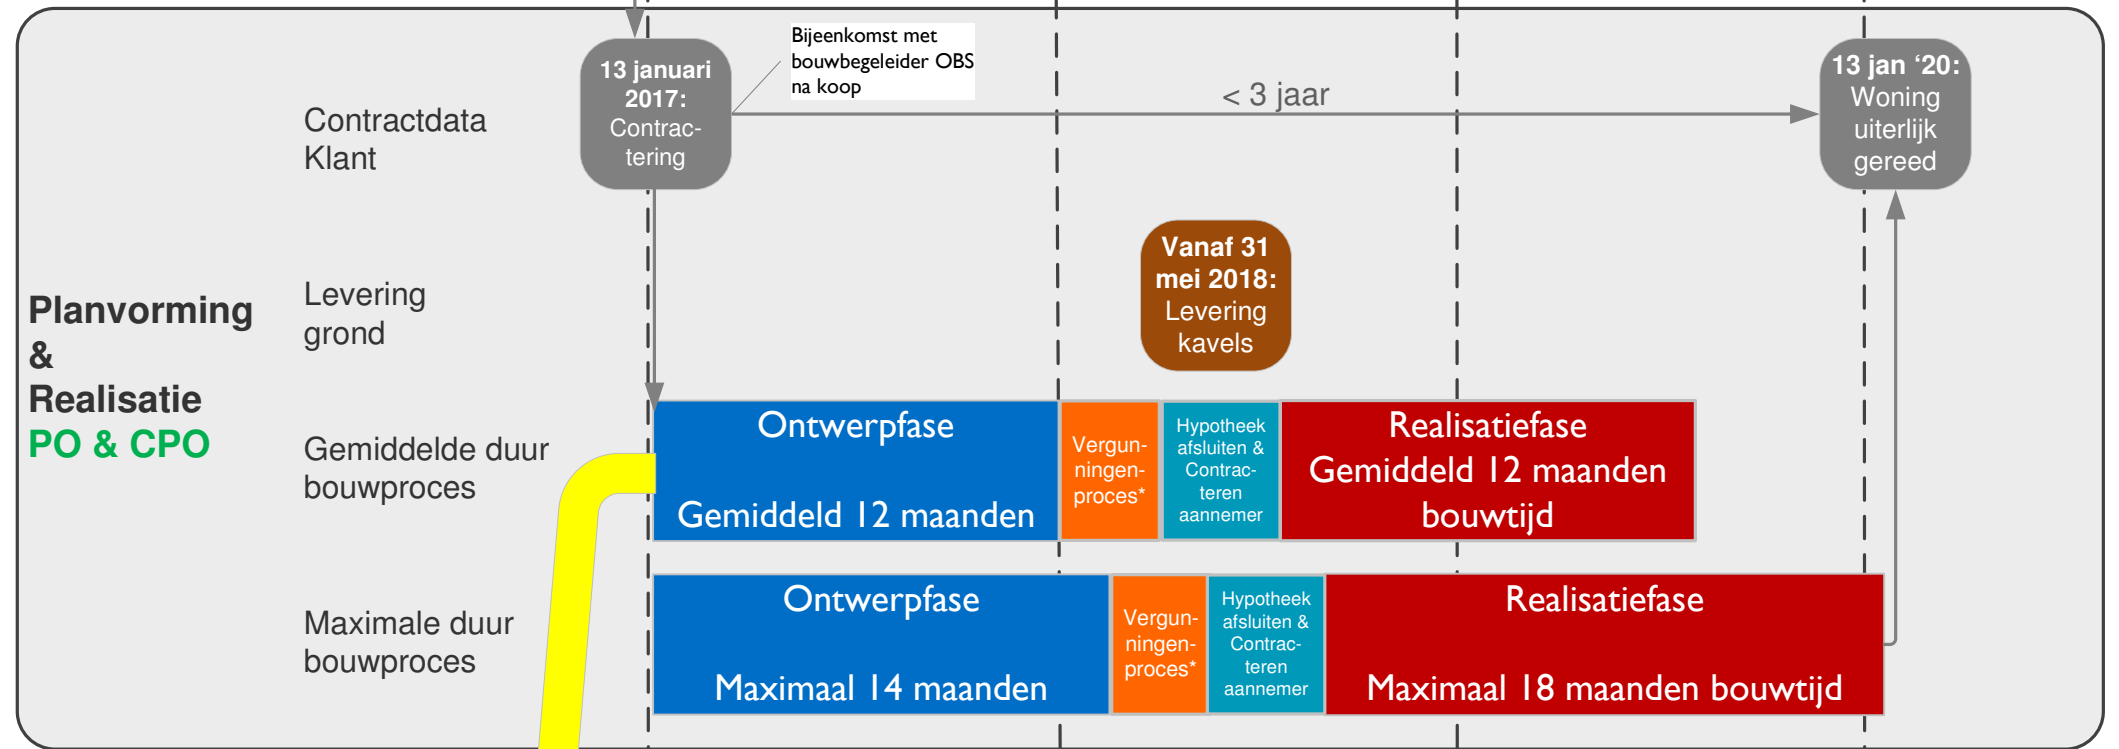 Bijeenkomst met
bouwbegeleider OBS
na koop
13 januari
2017:
Contrac-
tering
< 3 jaar
13 jan ‘20:
Woning
uiterlijk
gereed
Contractdata
Klant
Vanaf 31
mei 2018:
Levering
kavels
Levering
grond
Planvorming
&
Realisatie
PO & CPO
Gemiddelde duur
bouwproces
Ontwerpfase
Gemiddeld 12 maanden
Vergun-
ningen-
proces*
Hypotheek
afsluiten &
Contrac-
teren
aannemer
Realisatiefase
Gemiddeld 12 maanden
bouwtijd
Maximale duur
bouwproces
Ontwerpfase
Maximaal 14 maanden
Vergun-
ningen-
proces*
Hypotheek
afsluiten &
Contrac-
teren
aannemer
Realisatiefase
Maximaal 18 maanden bouwtijd